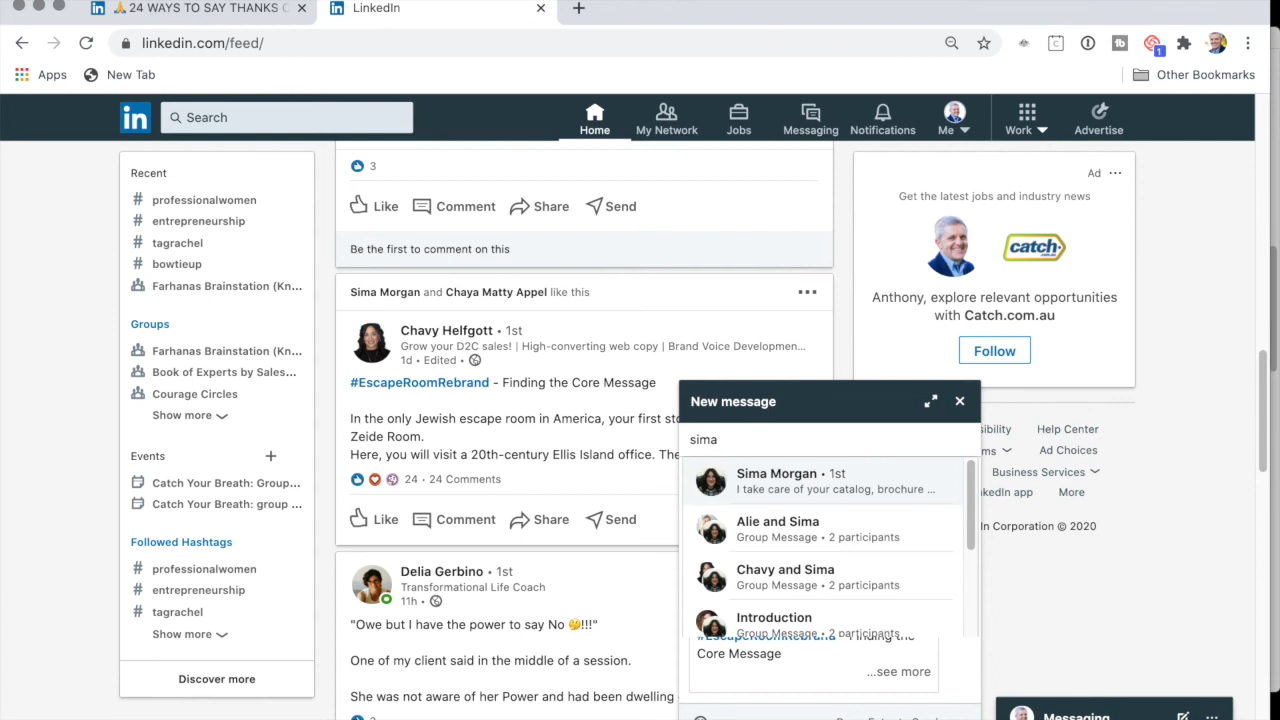 🙏 24 WAYS TO SAY THANKS
LinkedIn
linkedin.com/feed/
1
Apps
New Tab
Other Bookmarks
in
Search
Home
My Network
Jobs
Messaging
Notifications
Me
Work
Advertise
Recent
# professionalwomen
# entrepreneurship
# tagrachel
# bowtieup
Farhanas Brainstation (Kn...
Groups
Farhanas Brainstation (Kn...
Book of Experts by Sales...
Courage Circles
Show more
Events
+
Catch Your Breath: Group...
Catch Your Breath: group ...
Followed Hashtags
# professionalwomen
# entrepreneurship
# tagrachel
Show more
Discover more
3
Like
Comment
Share
Send
Be the first to comment on this
Sima Morgan and Chaya Matty Appel like this
Chavy Helfgott • 1st
Grow your D2C sales! | High-converting web copy | Brand Voice Developmen...
1d • Edited •
#EscapeRoomRebrand - Finding the Core Message
In the only Jewish escape room in America, your first
Zeide Room.
Here, you will visit a 20th-century Ellis Island office. The
24 • 24 Comments
Like
Comment
Share
Send
Delia Gerbino • 1st
Transformational Life Coach
11h •
"Owe but I have the power to say No 🤔!!!"
One of my client said in the middle of a session.
She was not aware of her Power and had been dwelling
Ad
Get the latest jobs and industry news
catch
.com.au
Anthony, explore relevant opportunities
with Catch.com.au
Follow
Help Center
Ad Choices
Business Services
app
More
Corporation © 2020
New message
sima
Sima Morgan • 1st
I take care of your catalog, brochure ...
Alie and Sima
Group Message • 2 participants
Chavy and Sima
Group Message • 2 participants
Introduction
Group Message • 2 participants
#EscapeRoomRebrand - Finding the
Core Message
...see more
Messaging